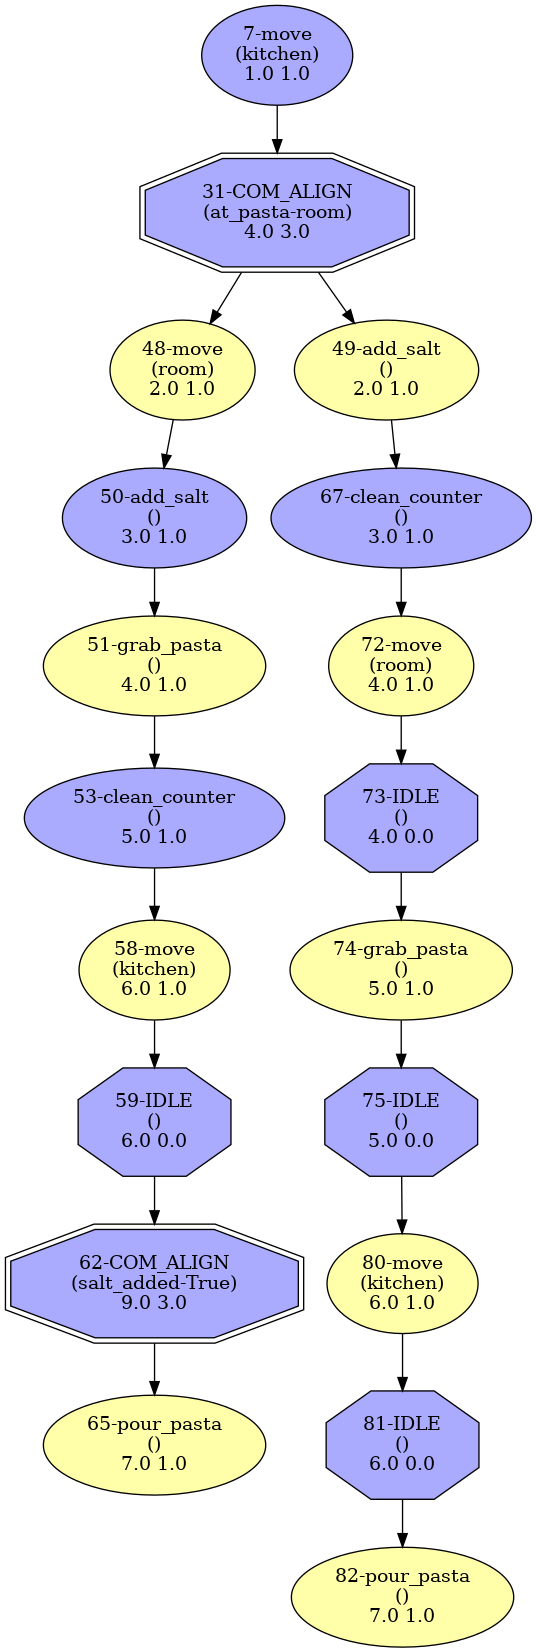 7-move
(kitchen)
1.0 1.0
31-COM_ALIGN
(at_pasta-room)
4.0 3.0
48-move
(room)
2.0 1.0
49-add_salt
()
2.0 1.0
50-add_salt
()
3.0 1.0
67-clean_counter
()
3.0 1.0
51-grab_pasta
()
4.0 1.0
72-move
(room)
4.0 1.0
53-clean_counter
()
5.0 1.0
73-IDLE
()
4.0 0.0
58-move
(kitchen)
6.0 1.0
74-grab_pasta
()
5.0 1.0
59-IDLE
()
6.0 0.0
75-IDLE
()
5.0 0.0
62-COM_ALIGN
(salt_added-True)
9.0 3.0
80-move
(kitchen)
6.0 1.0
65-pour_pasta
()
7.0 1.0
81-IDLE
()
6.0 0.0
82-pour_pasta
()
7.0 1.0